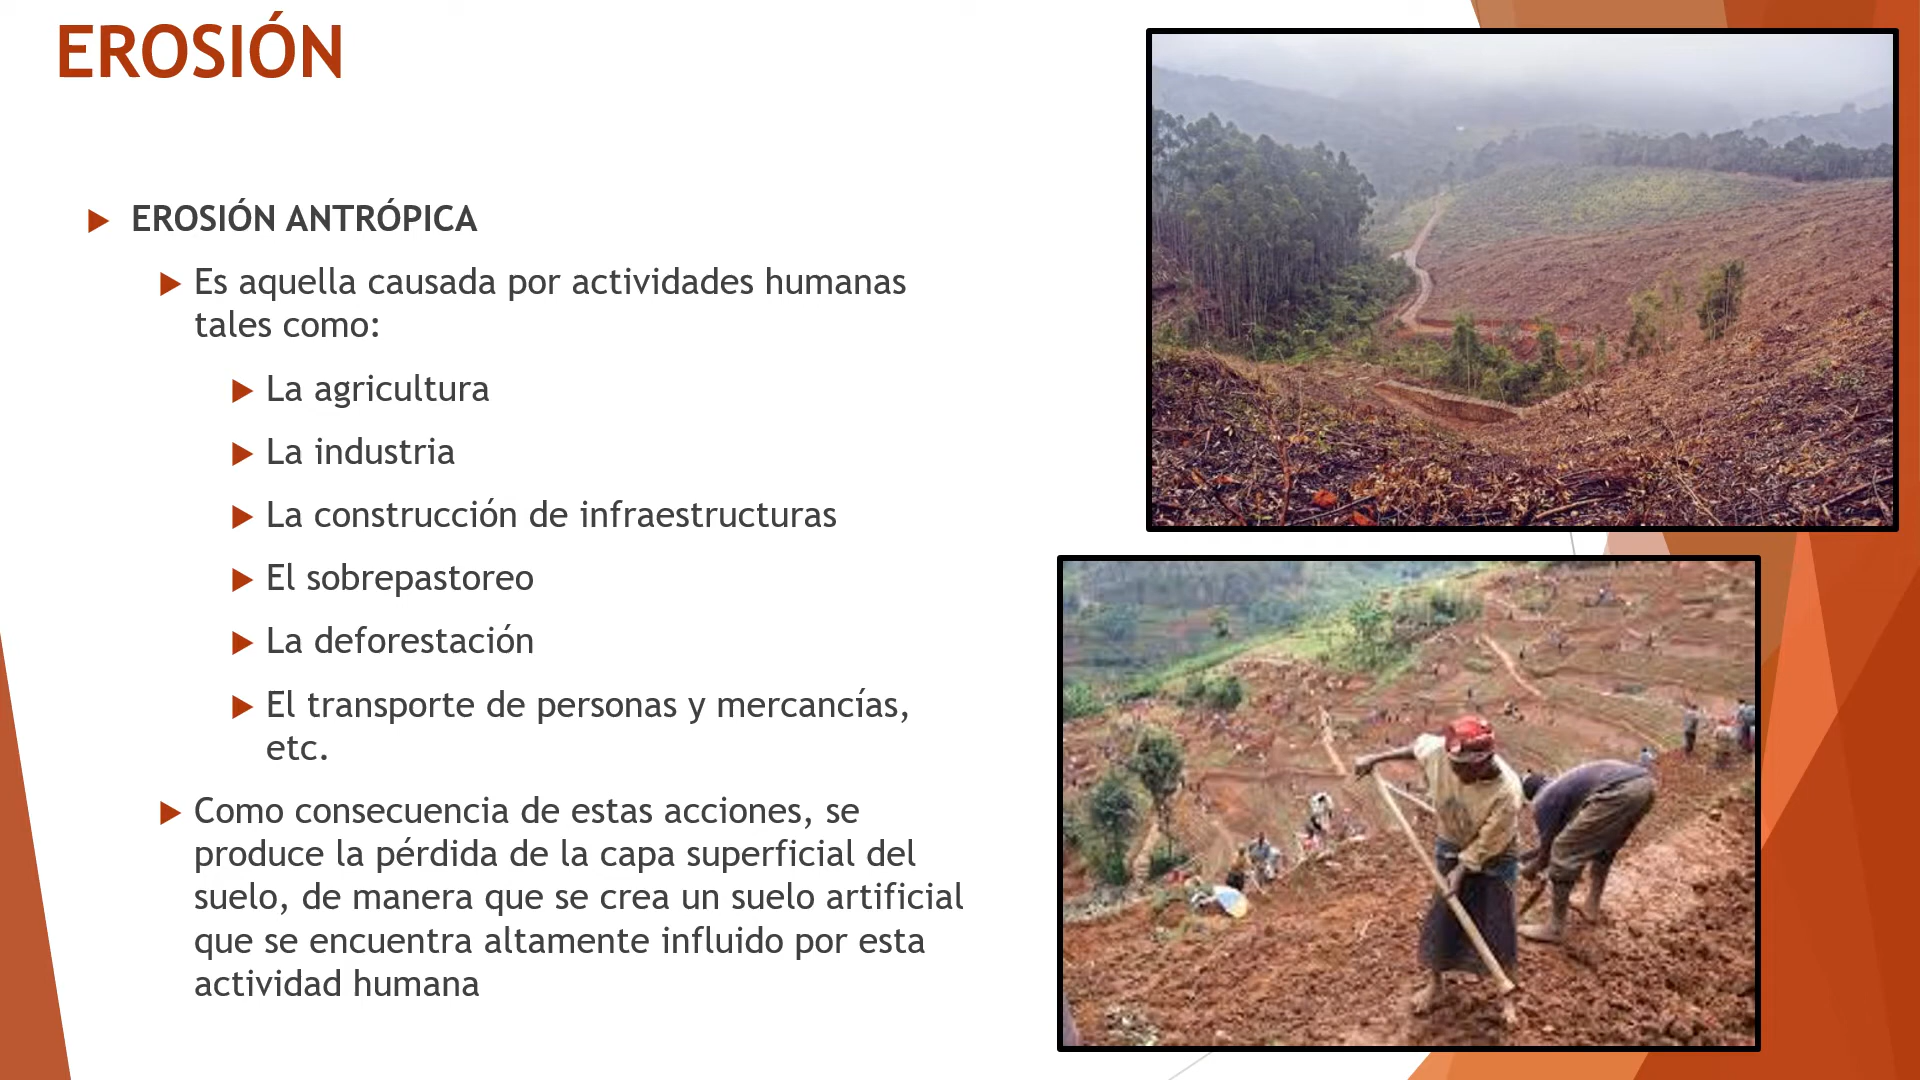 EROSIÓN
EROSIÓN ANTRÓPICA
Es aquella causada por actividades humanas
tales como:
La agricultura
La industria
La construcción de infraestructuras
El sobrepastoreo
La deforestación
El transporte de personas y mercancías,
etc.
Como consecuencia de estas acciones, se
produce la pérdida de la capa superficial del
suelo, de manera que se crea un suelo artificial
que se encuentra altamente influido por esta
actividad humana